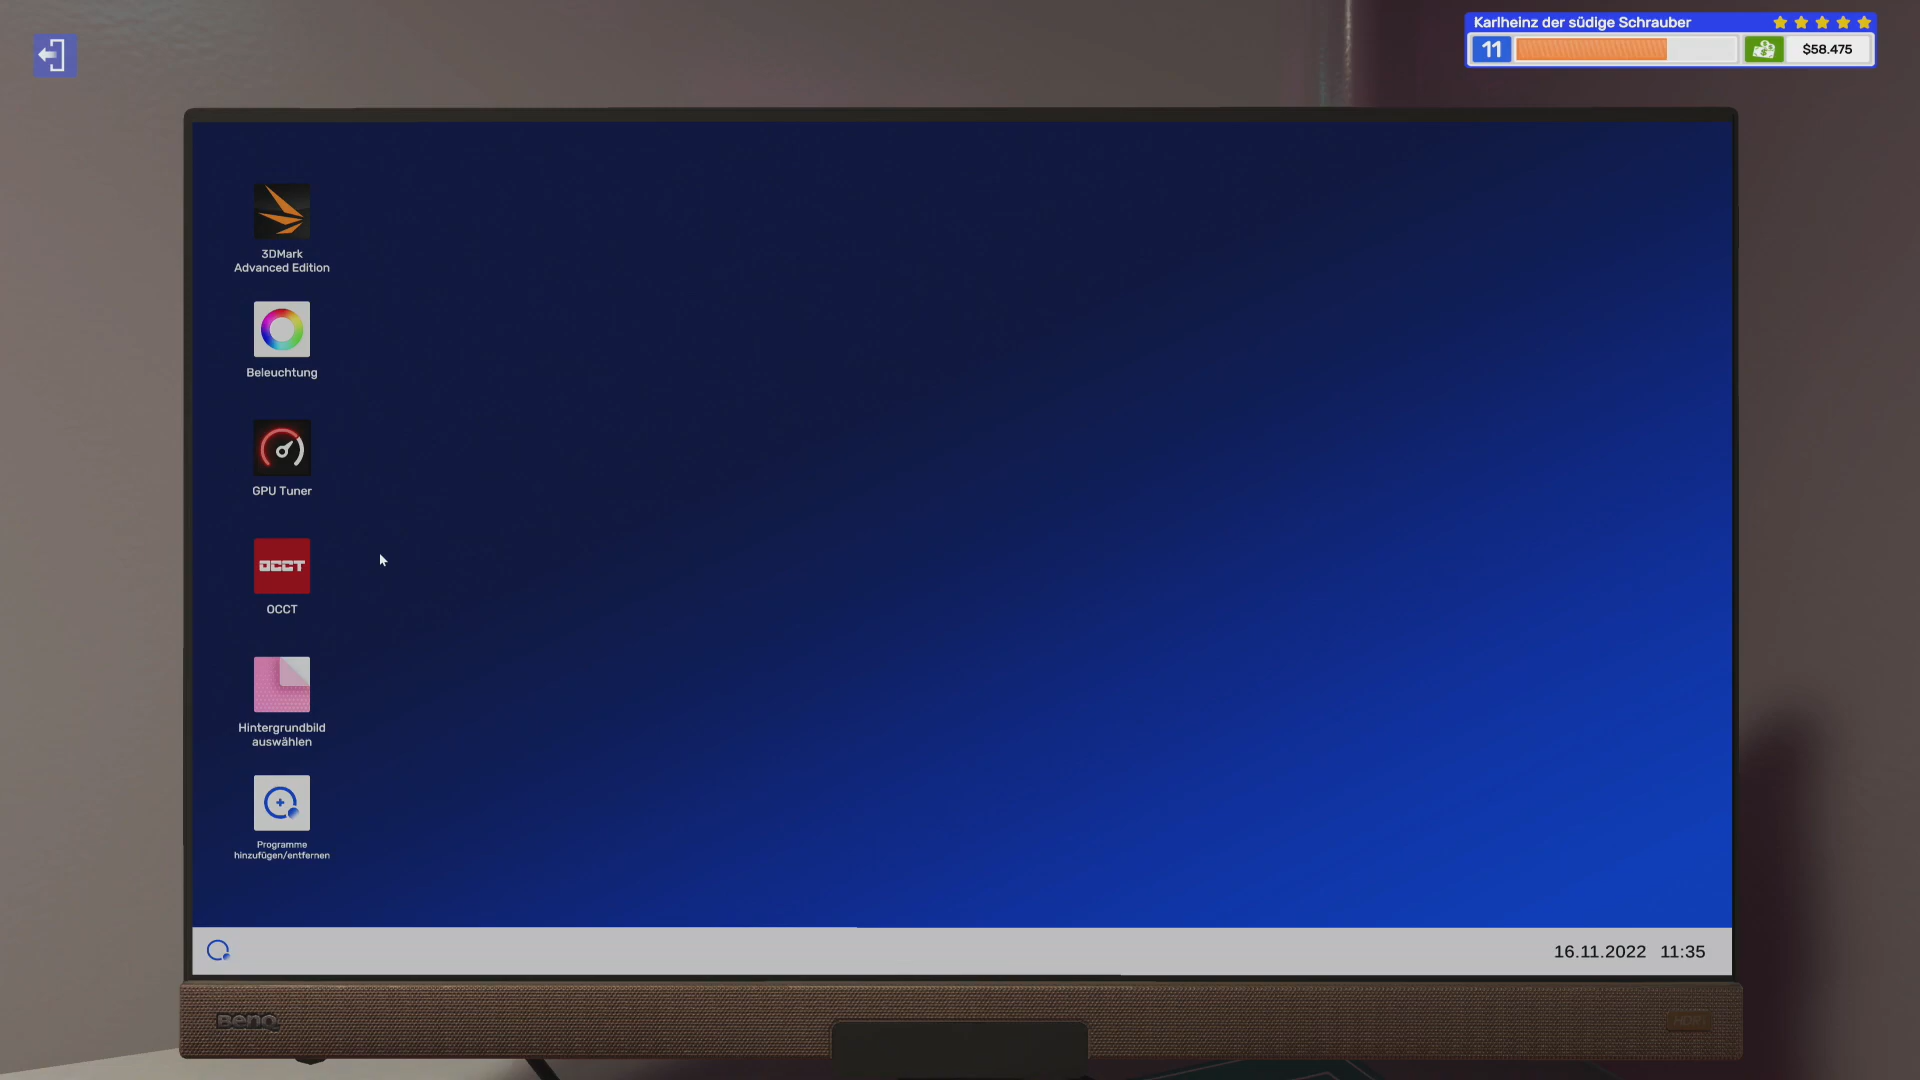 Karlheinz der südige Schrauber
11
$58.475
3DMark
Advanced Edition
Beleuchtung
GPU Tuner
OCCT
OCCT
Hintergrundbild
auswählen
Programme
hinzufügen/entfernen
16.11.2022 11:35
BenQ
HDRi